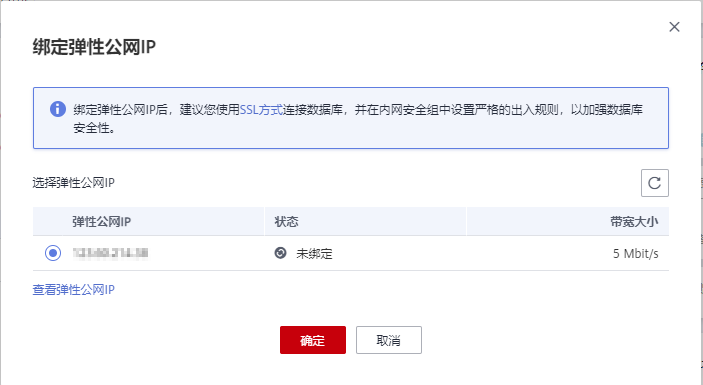 绑定弹性公网IP
绑定弹性公网IP后，建议您使用SSL方式连接数据库，并在内网安全组中设置严格的出入规则，以加强数据库
安全性。
选择弹性公网IP
弹性公网IP 状态 带宽大小
未绑定 5 Mbit/s
查看弹性公网IP
确定 取消